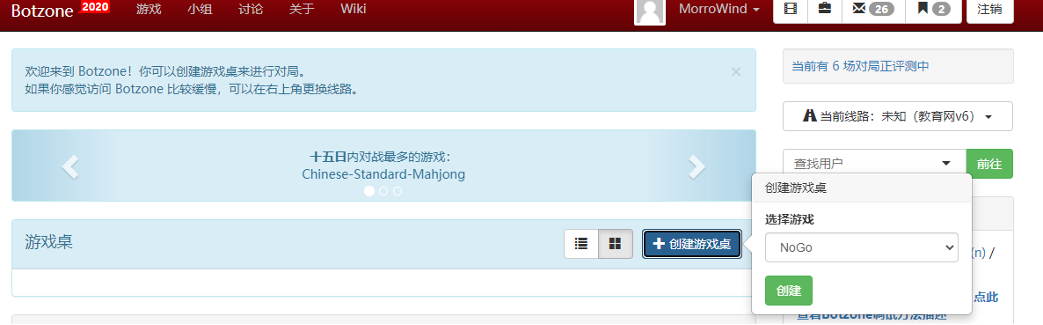 Botzone 2020 游戏 小组 讨论 关于 Wiki MorroWind 26 2 注销
欢迎来到 Botzone！你可以创建游戏桌来进行对局。
如果你感觉访问 Botzone 比较缓慢，可以在右上角更换线路。
×
十五日内对战最多的游戏：
Chinese-Standard-Mahjong
游戏桌
创建游戏桌
当前有 6 场对局正评测中
当前线路：未知（教育网v6）
查找用户 前往
创建游戏桌
选择游戏
NoGo
创建
(n) /
点此
查看Botzone调试方法描述